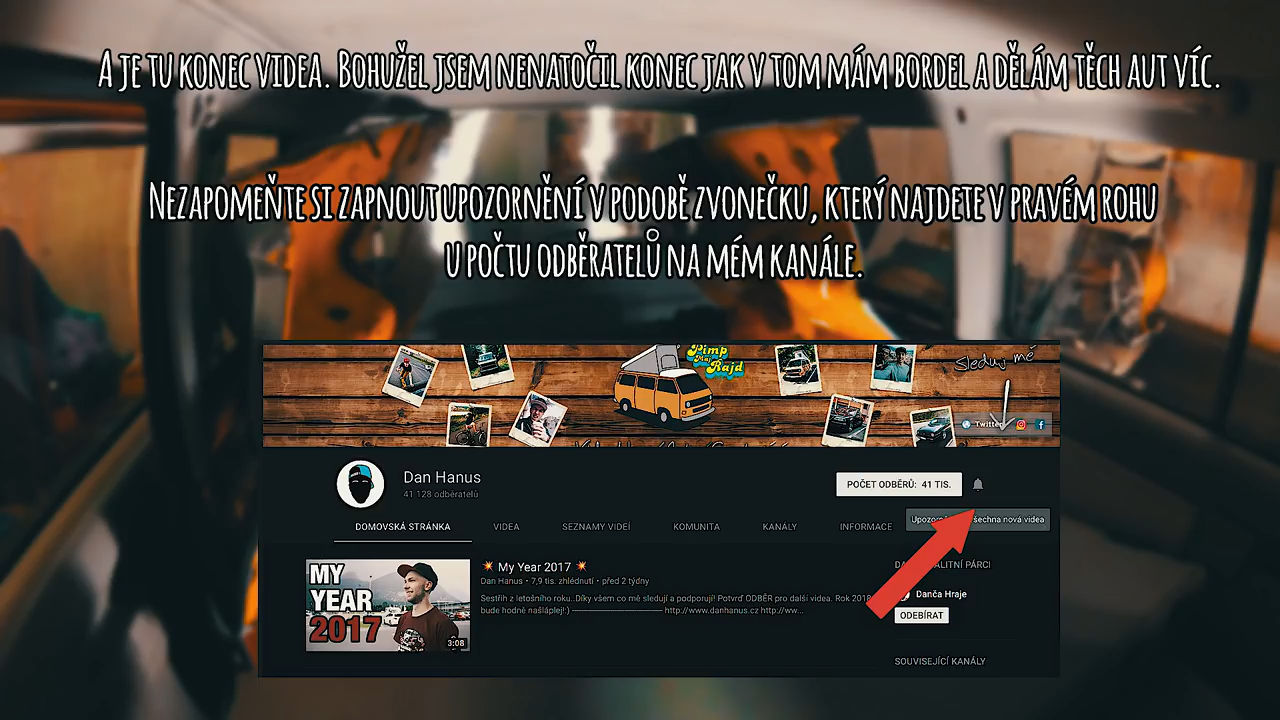 A JE TU KONEC VIDEA. BOHUŽEL JSEM NENATOČIL KONEC JAK V TOM MÁM BORDEL A DĚLÁM TĚCH AUT VÍC.
NEZAPOMEŇTE SI ZAPNOUT UPOZORNĚNÍ V PODOBĚ ZVONEČKU, KTERÝ NAJDETE V PRAVÉM ROHU
U POČTU ODBĚRATELŮ NA MÉM KANÁLE.
Pimp
Maj
Rajd
Sleduj mě
Twitter
Dan Hanus
41 128 odběratelů
POČET ODBĚRŮ: 41 TIS.
DOMOVSKÁ STRÁNKA VIDEA SEZNAMY VIDEÍ KOMUNITA KANÁLY INFORMACE
nová videa
MY
YEAR
2017
3:08
My Year 2017
Dan Hanus • 7,9 tis. zhlédnutí • před 2 týdny
Sestřih z letošního roku..Díky všem co mě sledují a podporují! Potvrď ODBĚR pro další videa. Rok 2018
bude hodně našláplej!:) http://www.danhanus.cz http://ww...
PÁRCI
Danča Hraje
ODEBÍRAT
SOUVISEJÍCÍ KANÁLY